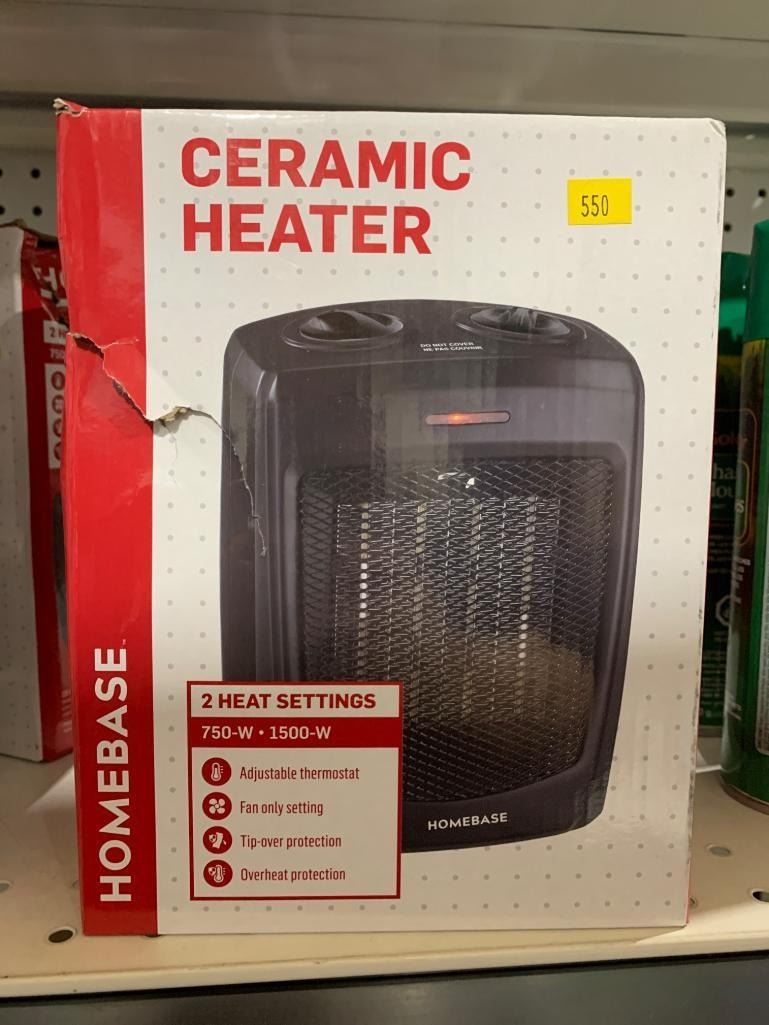 CERAMIC
HEATER
550
DO NOT COVER
NE PAS COUVRIR
2 HEAT SETTINGS
750-W • 1500-W
Adjustable thermostat
Fan only setting
Tip-over protection
Overheat protection
HOMEBASE™
HOMEBASE